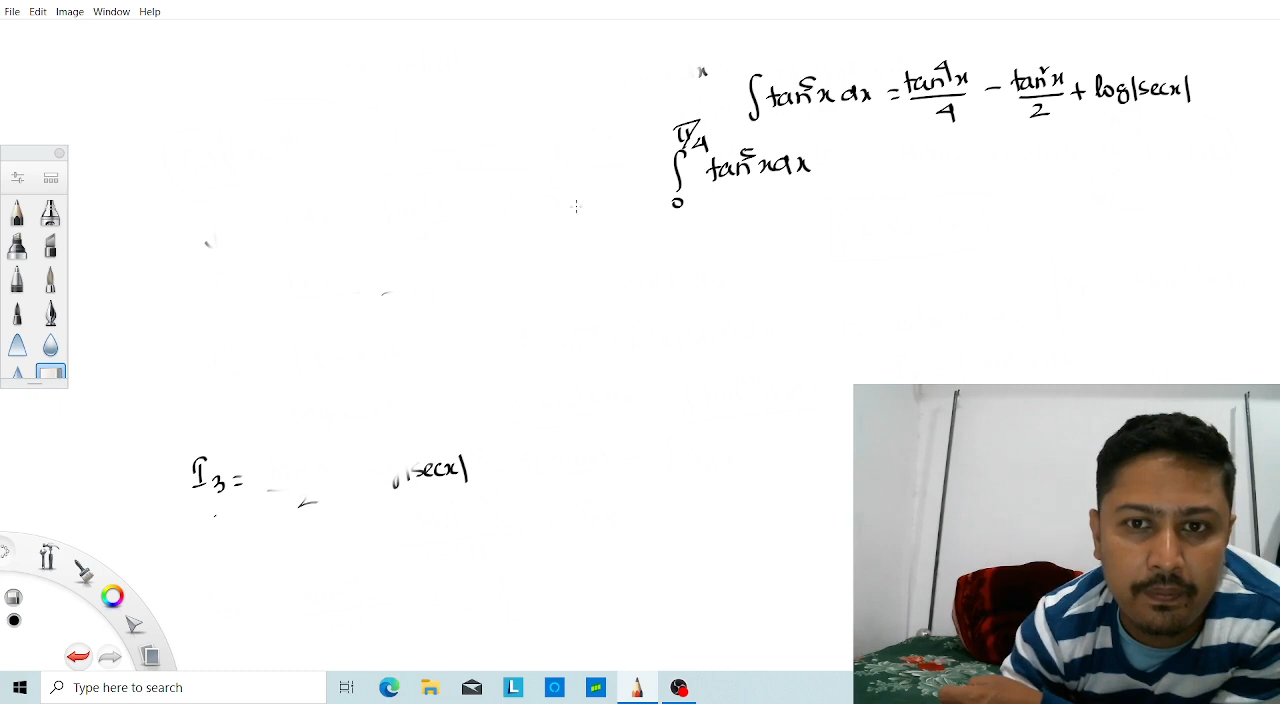 File Edit Image Window Help
x ∫ tan⁵x dx = tan⁴x/4 − tan²x/2 + log|secx|
∫₀^(π/4) tan⁵x dx
I₃ = |secx|
Type here to search